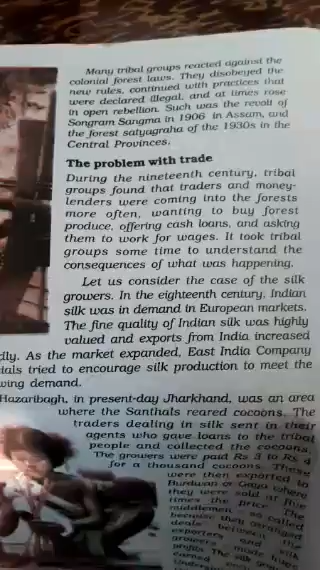 Many tribal groups reacted against the
colonial forest laws. They disobeyed the
new rules, continued with practices that
were declared illegal, and at times rose
in open rebellion. Such was the revolt of
Songram Sangma in 1906 in Assam, and
the forest satyagraha of the 1930s in the
Central Provinces.
The problem with trade
During the nineteenth century, tribal
groups found that traders and money-
lenders were coming into the forests
more often, wanting to buy forest
produce, offering cash loans, and asking
them to work for wages. It took tribal
groups some time to understand the
consequences of what was happening.
Let us consider the case of the silk
growers. In the eighteenth century, Indian
silk was in demand in European markets.
The fine quality of Indian silk was highly
valued and exports from India increased
dly. As the market expanded, East India Company
ials tried to encourage silk production to meet the
wing demand.
Hazaribagh, in present-day Jharkhand, was an area
where the Santhals reared cocoons. The
traders dealing in silk sent in their
agents who gave loans to the tribal
people and collected the cocoons.
The growers were paid Rs 3 to Rs 4
for a thousand cocoons. These
were then exported to
Burdwan or Gaya where
they were sold at five
times the price. The
middlemen so called
because they arranged
deals between the
exporters and silk
growers made huge
profits. The silk growers
earned